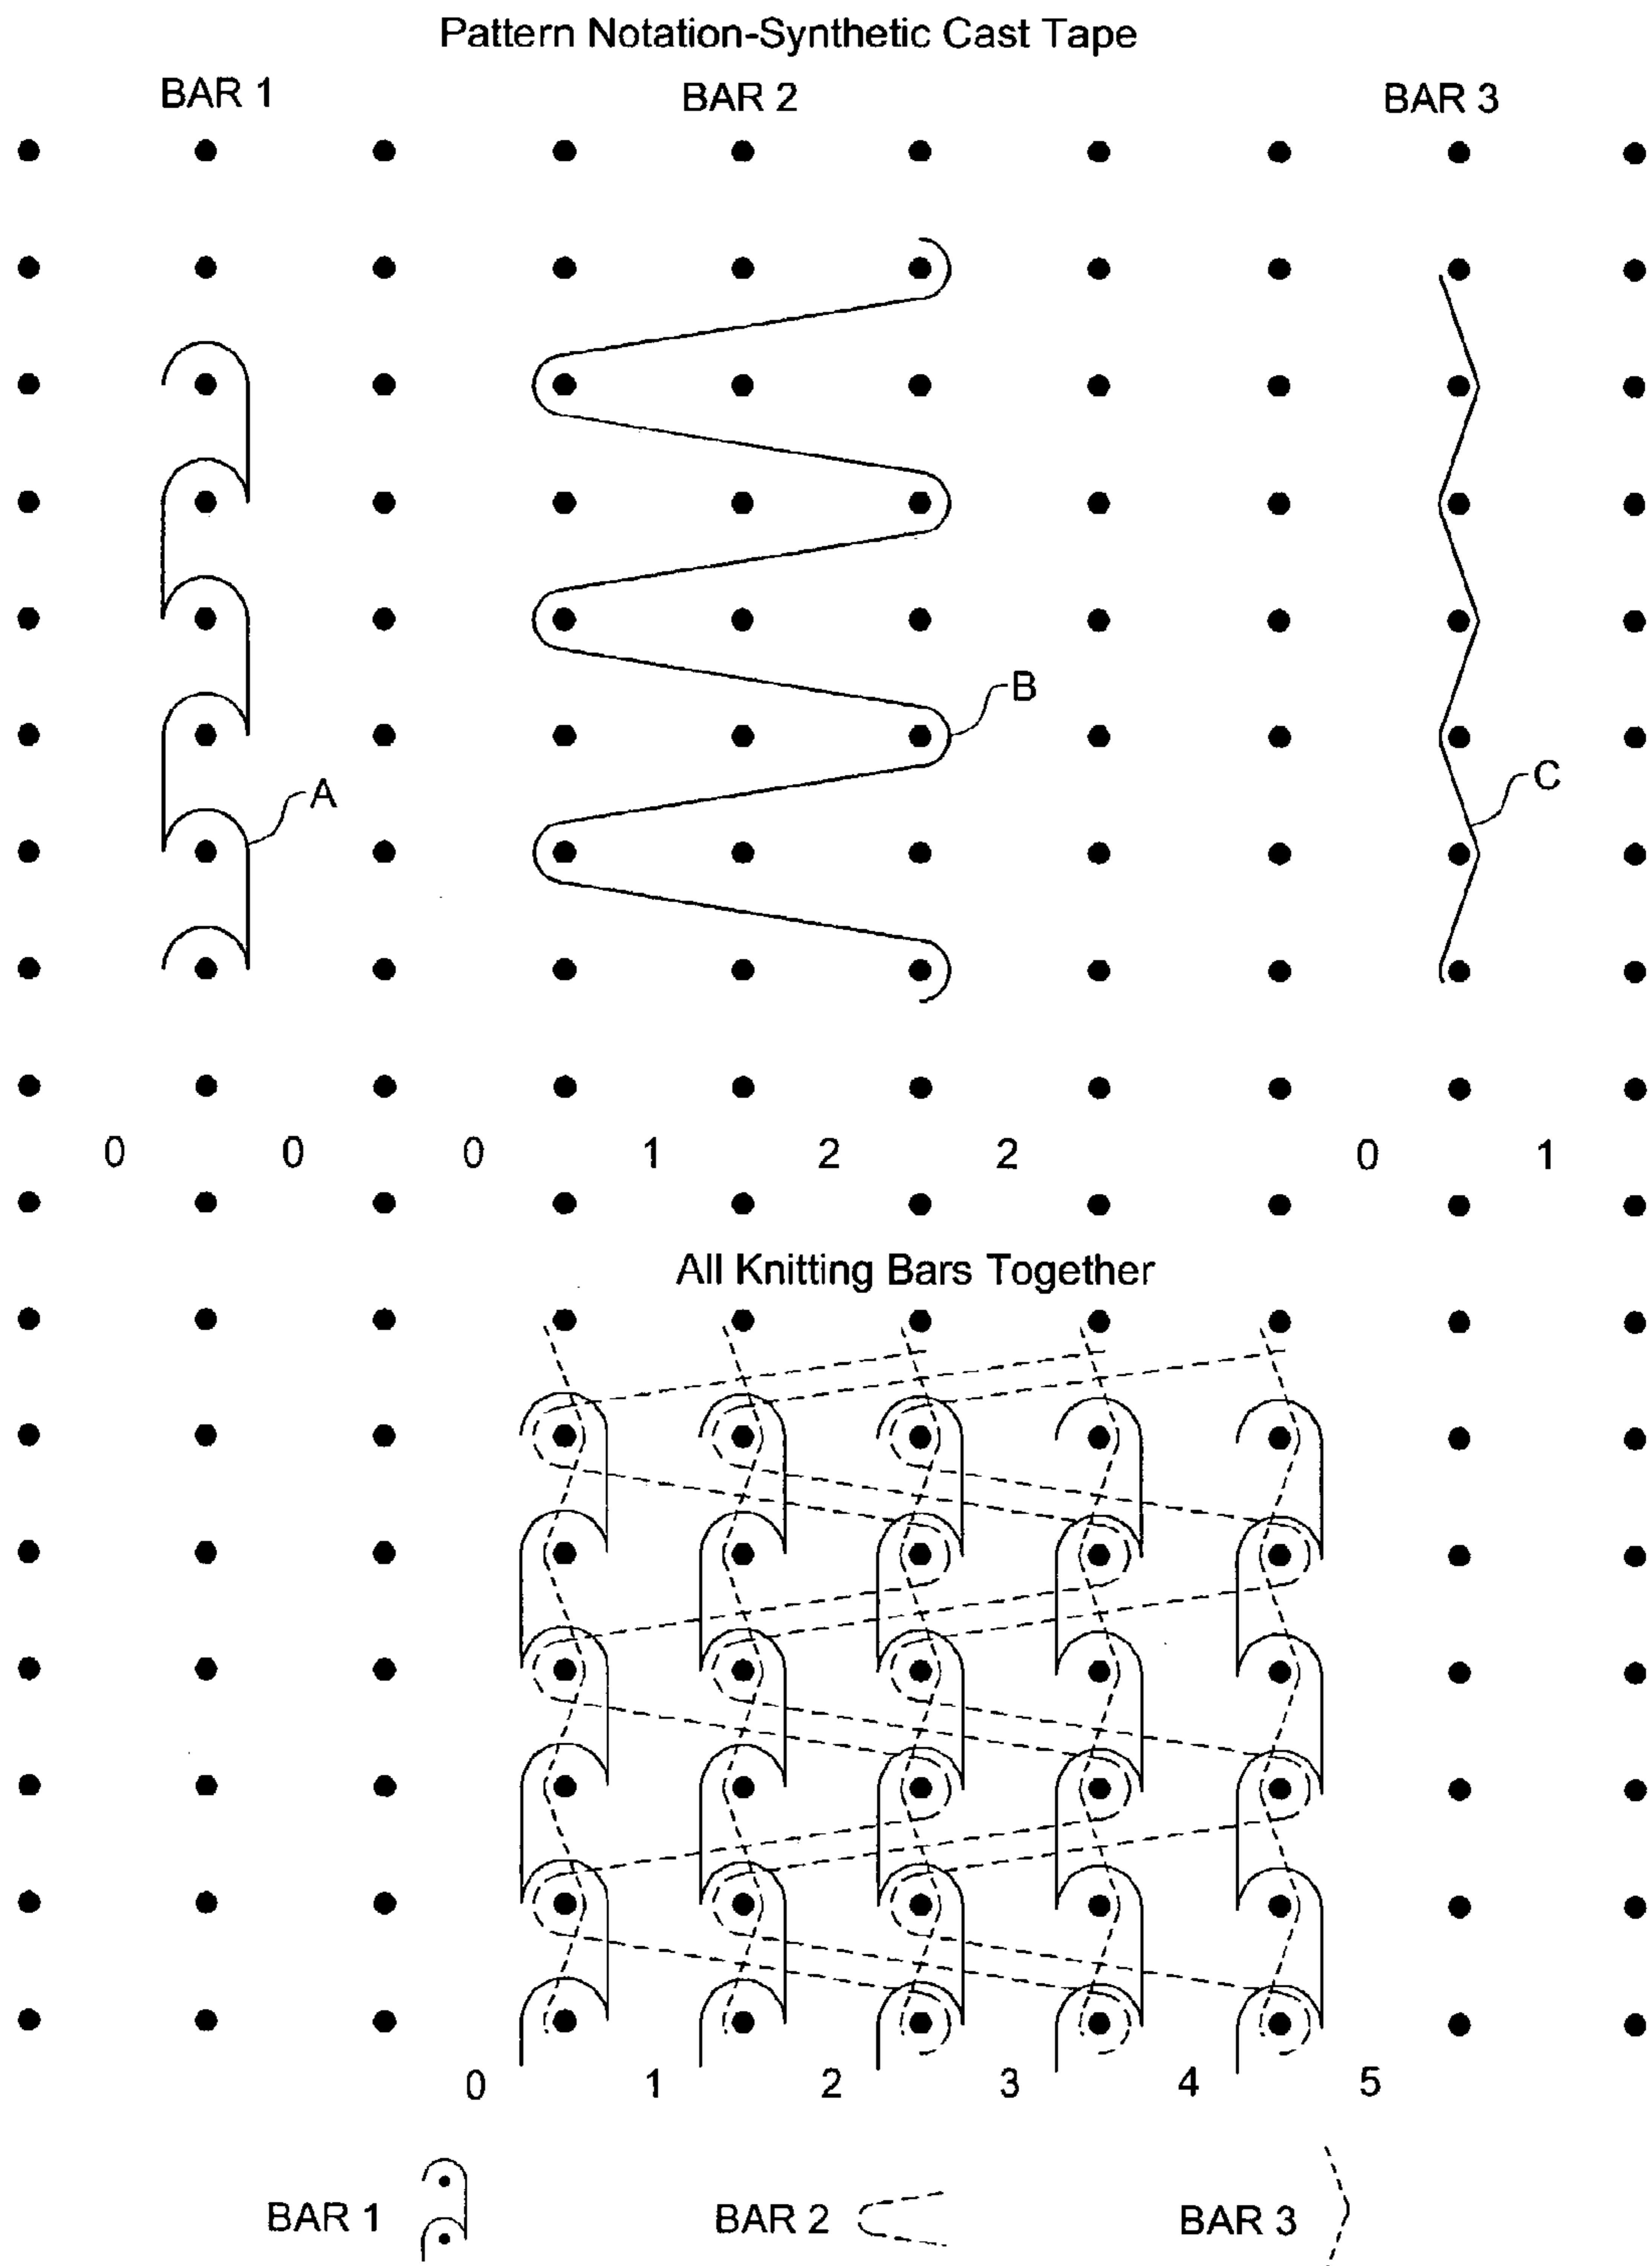 Pattern Notation-Synthetic Cast Tape
BAR 1 BAR 2 BAR 3
B
C
A
0 0 0 1 2 2 0 1
All Knitting Bars Together
0 1 2 3 4 5
BAR 1 BAR 2 BAR 3